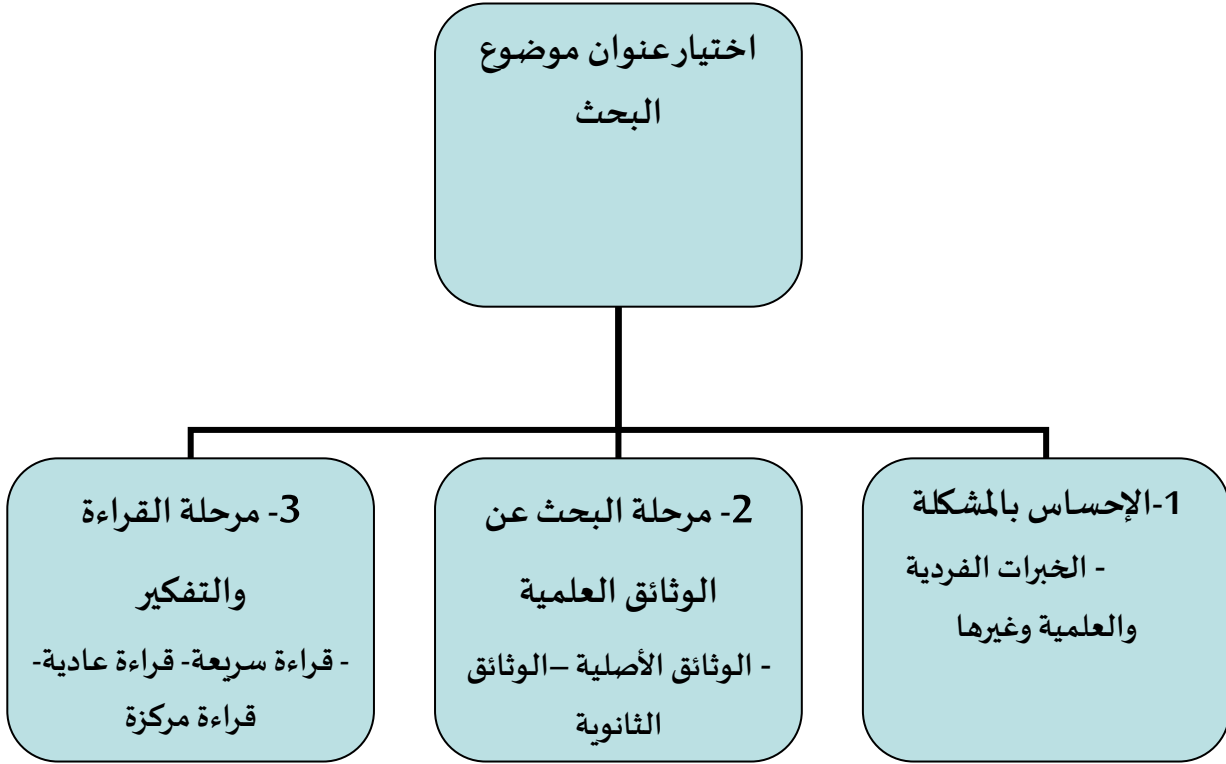 اختيار عنوان موضوع
البحث
1-الإحساس بالمشكلة
- الخبرات الفردية
والعلمية وغيرها
2- مرحلة البحث عن
الوثائق العلمية
- الوثائق الأصلية –الوثائق
الثانوية
3- مرحلة القراءة
والتفكير
- قراءة سريعة- قراءة عادية-
قراءة مركزة